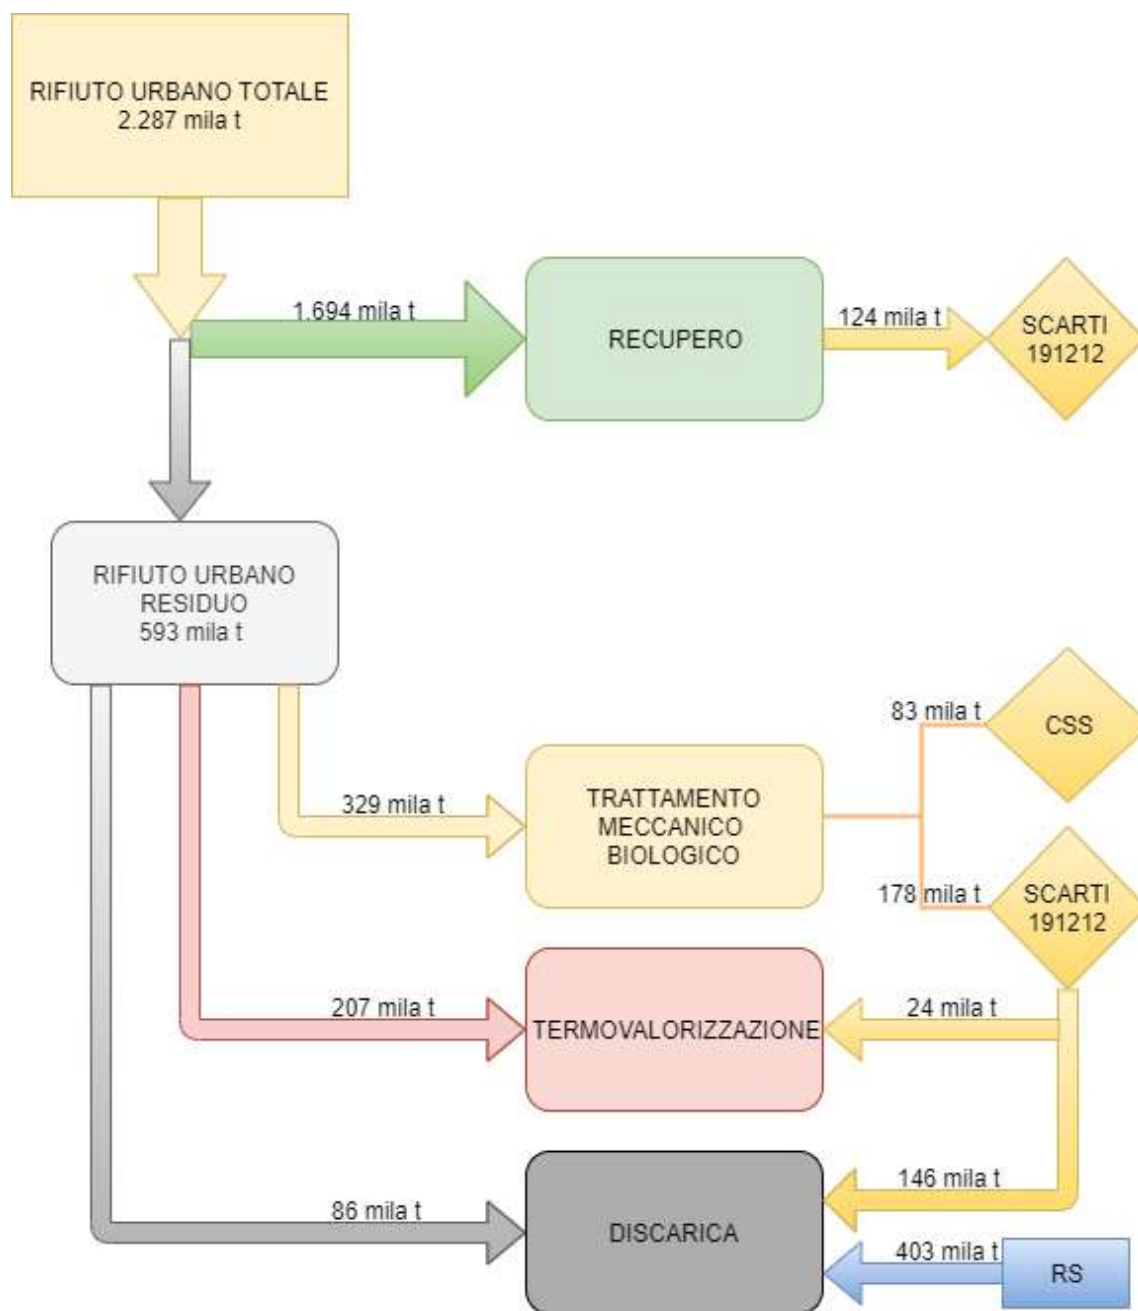 RIFIUTO URBANO TOTALE
2.287 mila t
1.694 mila t
RECUPERO
124 mila t
SCARTI
191212
RIFIUTO URBANO
RESIDUO
593 mila t
83 mila t
CSS
329 mila t
TRATTAMENTO
MECCANICO
BIOLOGICO
178 mila t
SCARTI
191212
207 mila t
TERMOVALORIZZAZIONE
24 mila t
86 mila t
DISCARICA
146 mila t
403 mila t
RS